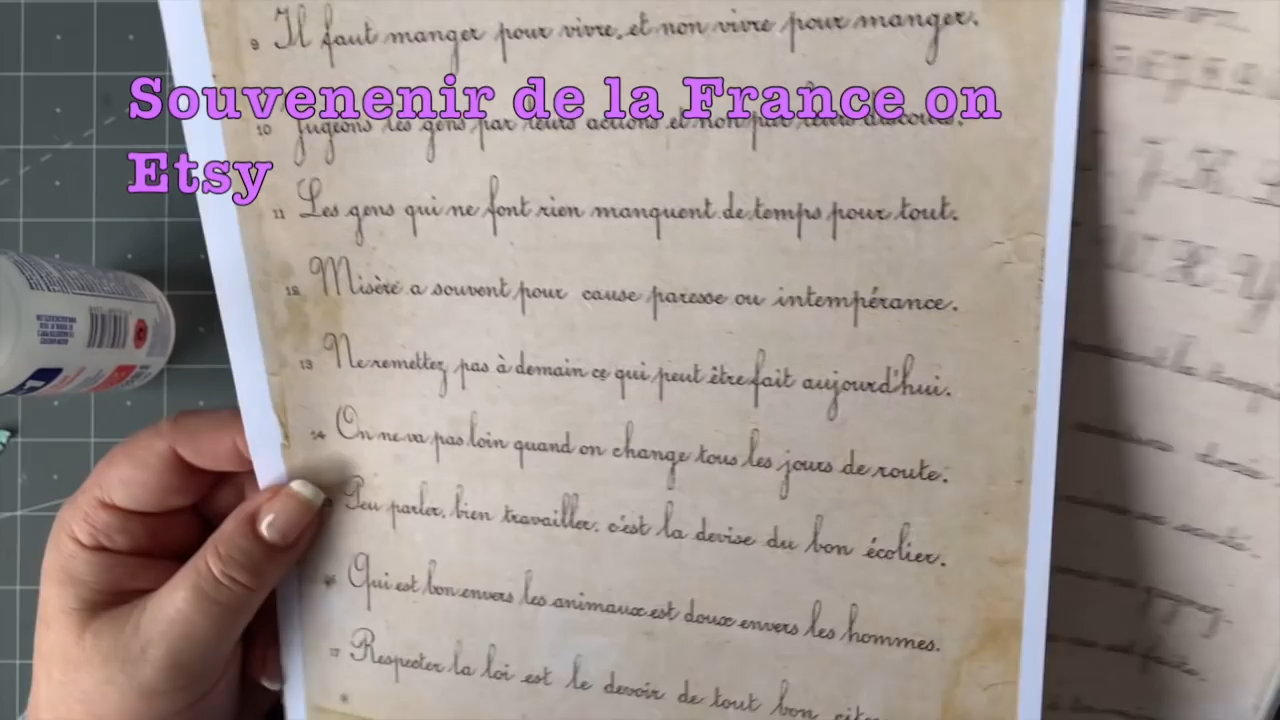 9 Il faut manger pour vivre, et non vivre pour manger.
Souvenenir de la France on
10 Jugeons les gens par leurs actions et non par leurs discours.
Etsy
11 Les gens qui ne font rien manquent de temps pour tout.
12 Misère a souvent pour cause paresse ou intempérance.
13 Ne remettez pas à demain ce qui peut être fait aujourd'hui.
14 On ne va pas loin quand on change tous les jours de route.
Peu parler, bien travailler, c'est la devise du bon écolier.
16 Qui est bon envers les animaux est doux envers les hommes.
17 Respecter la loi est le devoir de tout bon